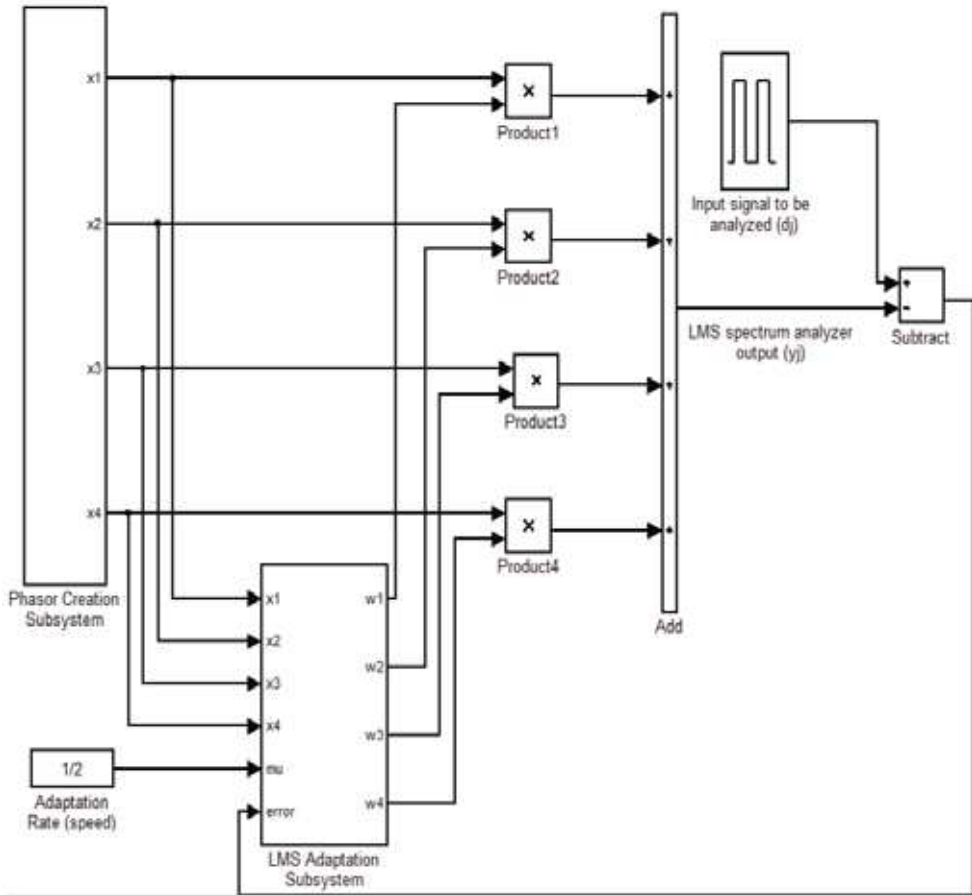 x1
x2
x3
x4
Phasor Creation
Subsystem
×
Product1
×
Product2
×
Product3
×
Product4
+
+
+
+
Add
Input signal to be
analyzed (dj)
LMS spectrum analyzer
output (yj)
+
-
Subtract
x1
x2
x3
x4
mu
error
w1
w2
w3
w4
LMS Adaptation
Subsystem
1/2
Adaptation
Rate (speed)